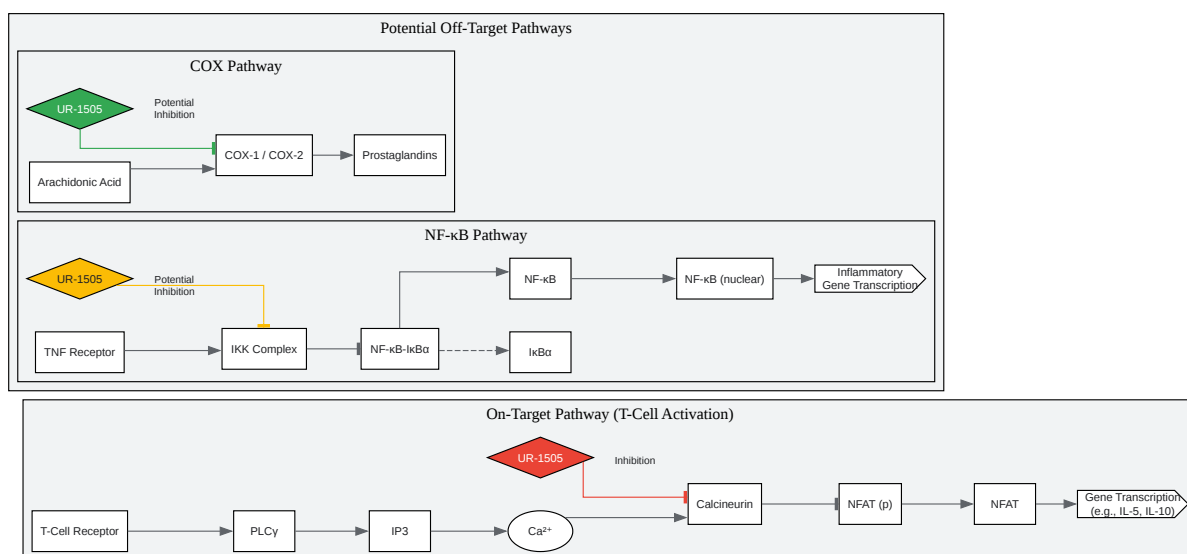 Potential Off-Target Pathways
COX Pathway
UR-1505
Potential
Inhibition
COX-1 / COX-2
Prostaglandins
Arachidonic Acid
NF-κB Pathway
UR-1505
Potential
Inhibition
NF-κB
NF-κB (nuclear)
Inflammatory
Gene Transcription
TNF Receptor
IKK Complex
NF-κB-IκBα
IκBα
On-Target Pathway (T-Cell Activation)
UR-1505
Inhibition
Calcineurin
NFAT (p)
NFAT
Gene Transcription
(e.g., IL-5, IL-10)
T-Cell Receptor
PLCγ
IP3
Ca²⁺